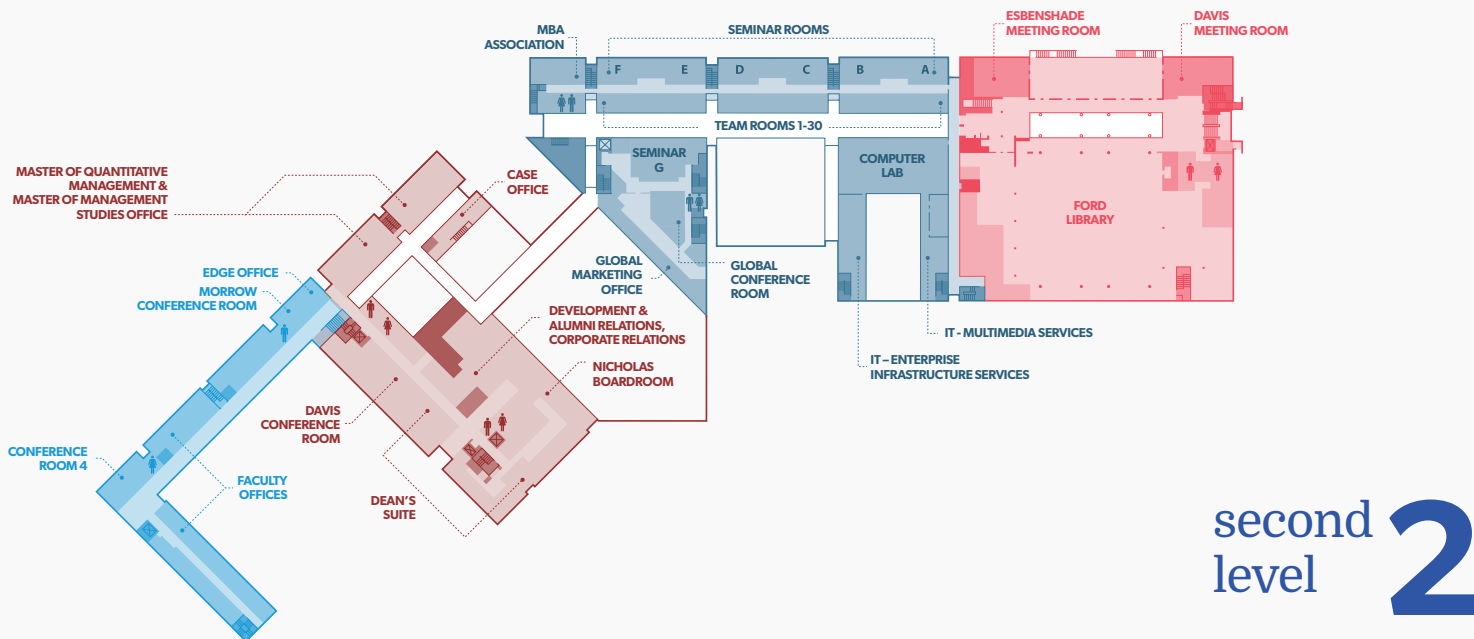 ESBENSHADE
MEETING ROOM
DAVIS
MEETING ROOM
MBA
ASSOCIATION
SEMINAR ROOMS
F
E
D
C
B
A
TEAM ROOMS 1-30
SEMINAR
G
COMPUTER
LAB
FORD
LIBRARY
MASTER OF QUANTITATIVE
MANAGEMENT &
MASTER OF MANAGEMENT
STUDIES OFFICE
CASE
OFFICE
EDGE OFFICE
MORROW
CONFERENCE ROOM
GLOBAL
MARKETING
OFFICE
GLOBAL
CONFERENCE
ROOM
DEVELOPMENT &
ALUMNI RELATIONS,
CORPORATE RELATIONS
IT - MULTIMEDIA SERVICES
IT – ENTERPRISE
INFRASTRUCTURE SERVICES
NICHOLAS
BOARDROOM
DAVIS
CONFERENCE
ROOM
CONFERENCE
ROOM 4
FACULTY
OFFICES
DEAN'S
SUITE
second
level
2